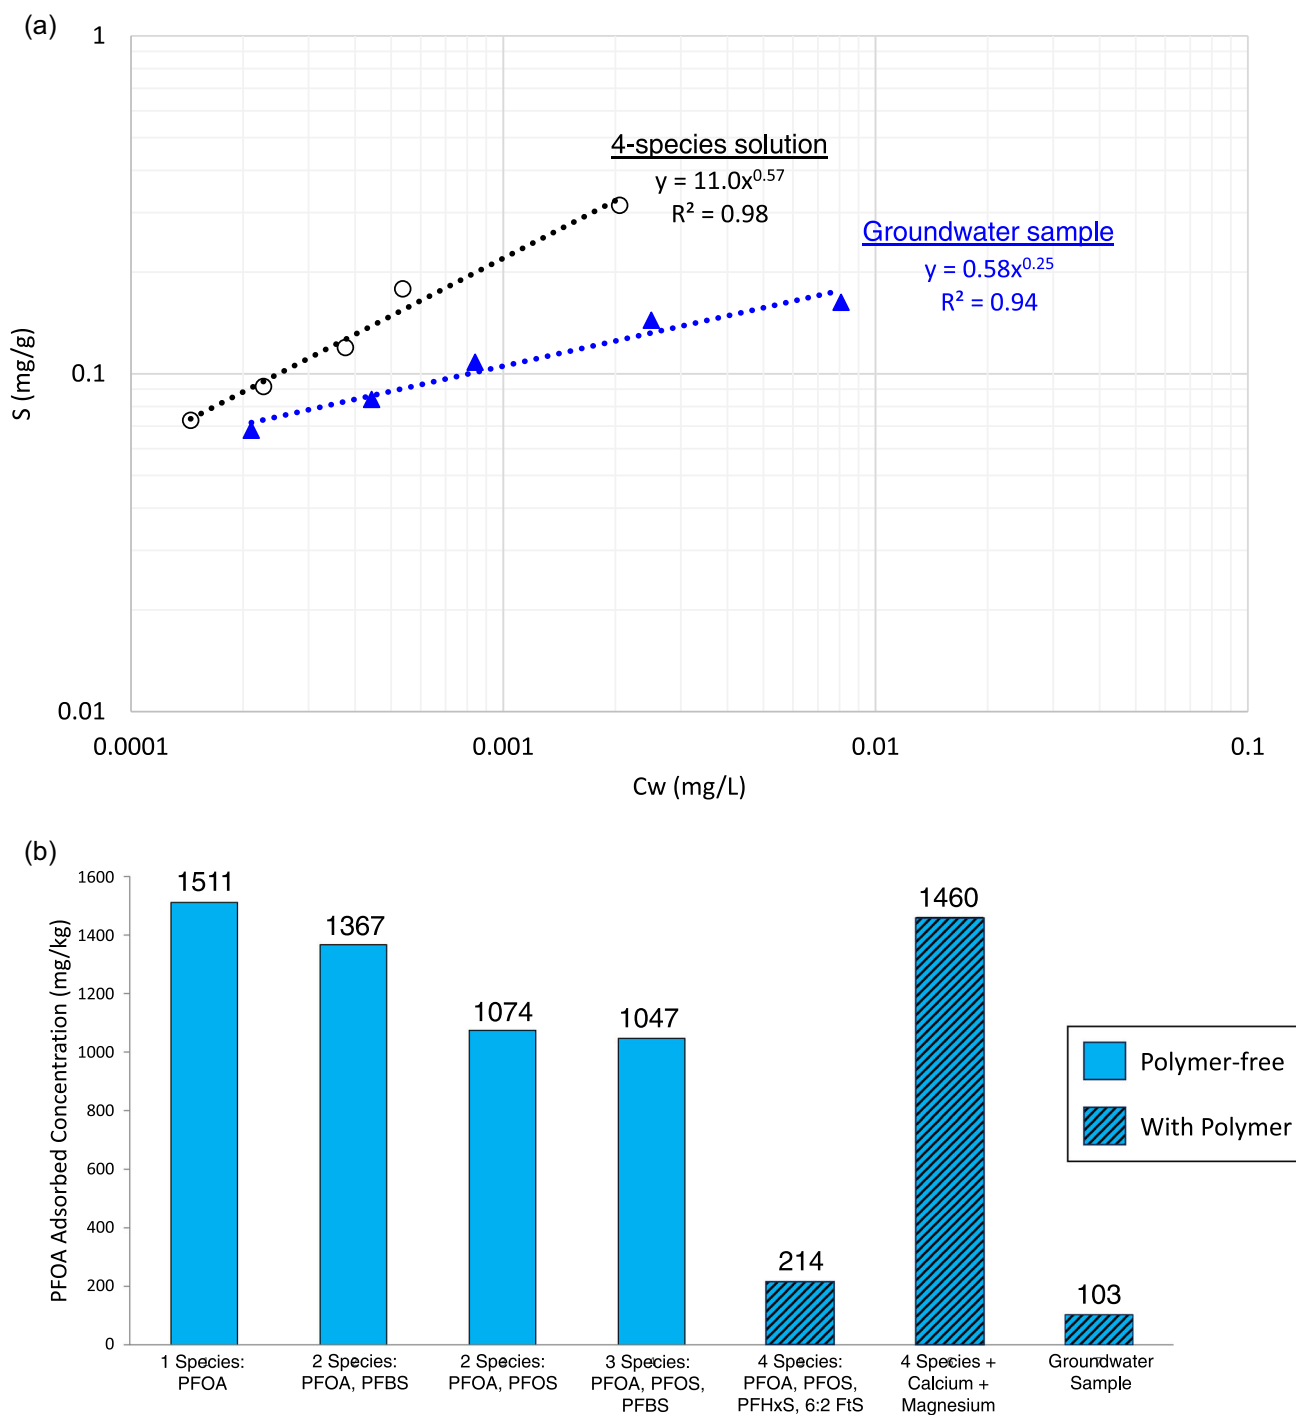 (a)
1
4-species solution
y = 11.0x^0.57
R² = 0.98
Groundwater sample
y = 0.58x^0.25
R² = 0.94
0.1
S (mg/g)
0.01
0.0001 0.001 0.01 0.1
Cw (mg/L)
(b)
PFOA Adsorbed Concentration (mg/kg)
1600
1400
1200
1000
800
600
400
200
0
1511
1367
1074
1047
214
1460
103
Polymer-free
With Polymer
1 Species:
PFOA
2 Species:
PFOA, PFBS
2 Species:
PFOA, PFOS
3 Species:
PFOA, PFOS,
PFBS
4 Species:
PFOA, PFOS,
PFHxS, 6:2 FtS
4 Species +
Calcium +
Magnesium
Groundwater
Sample